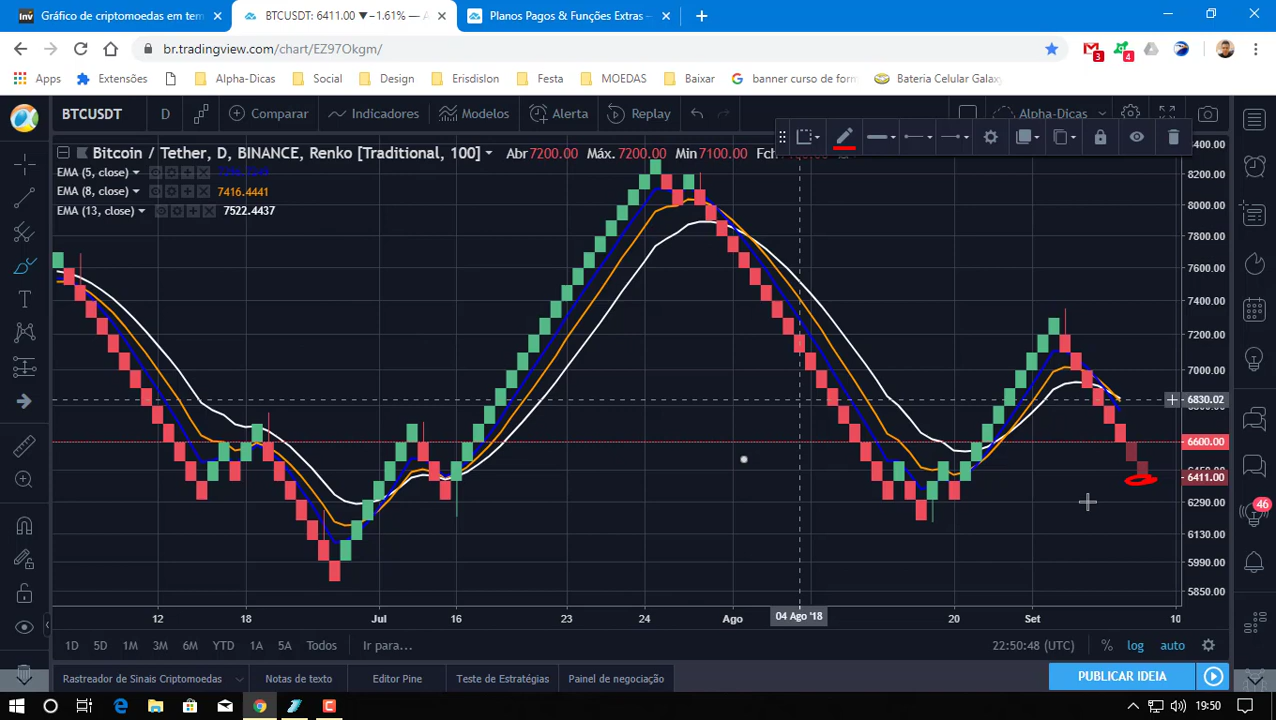 Gráfico de criptomoedas em tem
BTCUSDT: 6411.00 ▼−1.61% — A
Planos Pagos & Funções Extras –
br.tradingview.com/chart/EZ97Okgm/
3
4
Apps
Extensões
Alpha-Dicas
Social
Design
Erisdislon
Festa
MOEDAS
Baixar
banner curso de form
Bateria Celular Galaxy
BTCUSDT
D
Comparar
Indicadores
Modelos
Alerta
Replay
Alpha-Dicas
Bitcoin / Tether, D, BINANCE, Renko [Traditional, 100]
Abr 7200.00 Máx. 7200.00 Mín 7100.00
EMA (5, close)
EMA (8, close)
7416.4441
EMA (13, close)
7522.4437
8400.00
8200.00
8000.00
7800.00
7600.00
7400.00
7200.00
7000.00
6830.02
6600.00
6411.00
6290.00
6130.00
5990.00
5850.00
46
12
18
Jul
16
23
24
Ago
04 Ago '18
20
Set
10
1D
5D
1M
3M
6M
YTD
1A
5A
Todos
Ir para...
22:50:48 (UTC)
%
log
auto
Rastreador de Sinais Criptomoedas
Notas de texto
Editor Pine
Teste de Estratégias
Painel de negociação
PUBLICAR IDEIA
19:50